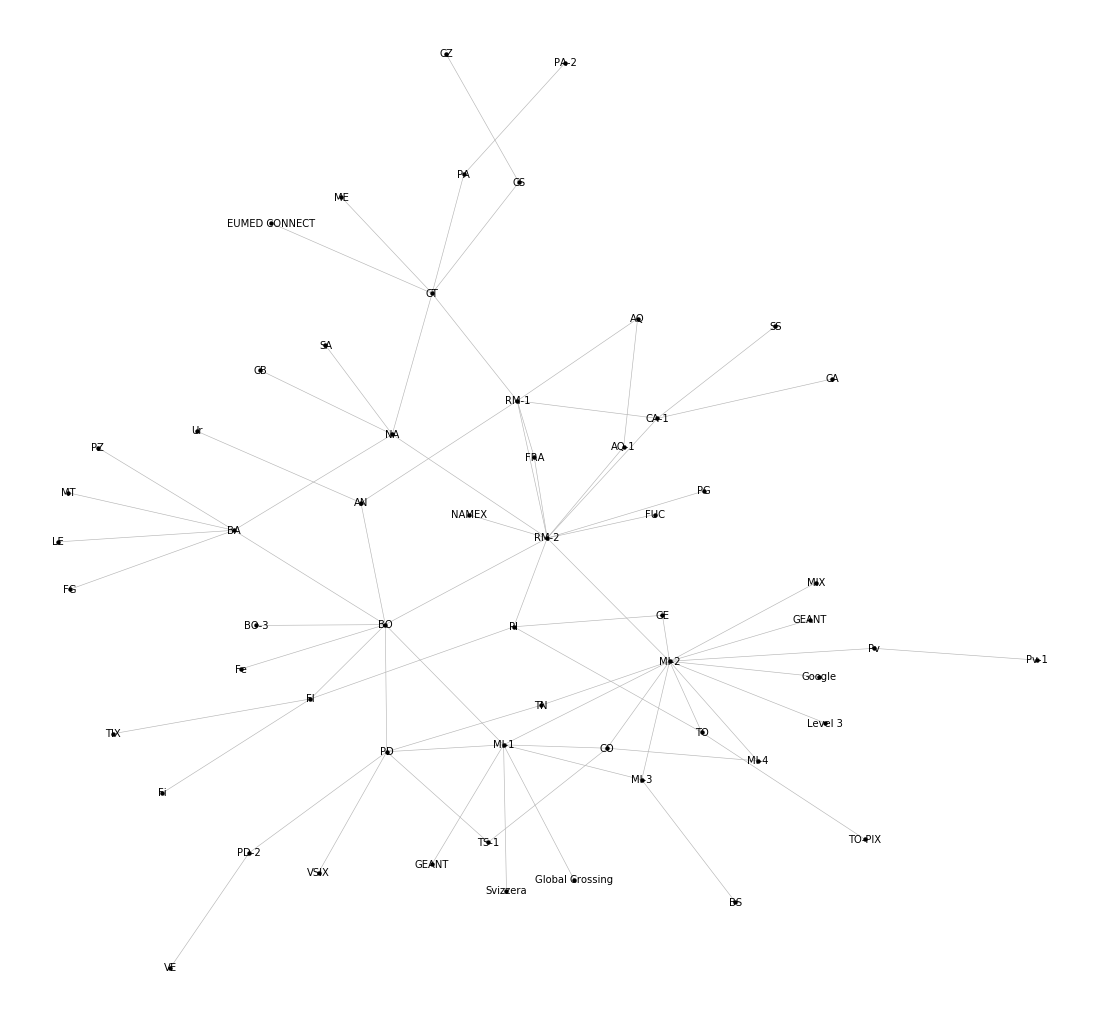 CZ
PA-2
PA
CS
ME
EUMED CONNECT
CT
AQ
SS
SA
CB
CA
RM-1
CA-1
Ur
NA
PZ
AQ-1
FRA
MT
PG
AN
NAMEX
FUC
BA
LE
RM-2
FG
MIX
GE
GEANT
BO-3
BO
PI
Pv
Pv-1
MI-2
Fe
Google
FI
TN
Level 3
TIX
TO
MI-1
CO
PD
MI-4
MI-3
Fi
TO-PIX
TS-1
PD-2
GEANT
VSIX
Global Crossing
Svizzera
BS
VE